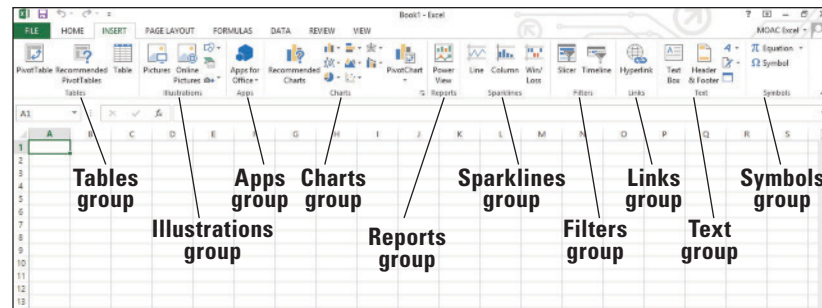 Book1 - Excel
FILE HOME INSERT PAGE LAYOUT FORMULAS DATA REVIEW VIEW MOAC Excel
PivotTable Recommended PivotTables Table Pictures Online Pictures Apps for Office Recommended Charts PivotChart Power View Line Column Win/Loss Slicer Timeline Hyperlink Text Box Header & Footer π Equation Ω Symbol
Tables Illustrations Apps Charts Reports Sparklines Filters Links Text Symbols
A1 fx
A B C D E F G H I J K L M N O P Q R S
1
2
3
4
5
6
7
8
9
10
11
12
13
Tables group
Apps group
Charts group
Sparklines group
Links group
Symbols group
Illustrations group
Reports group
Filters group
Text group